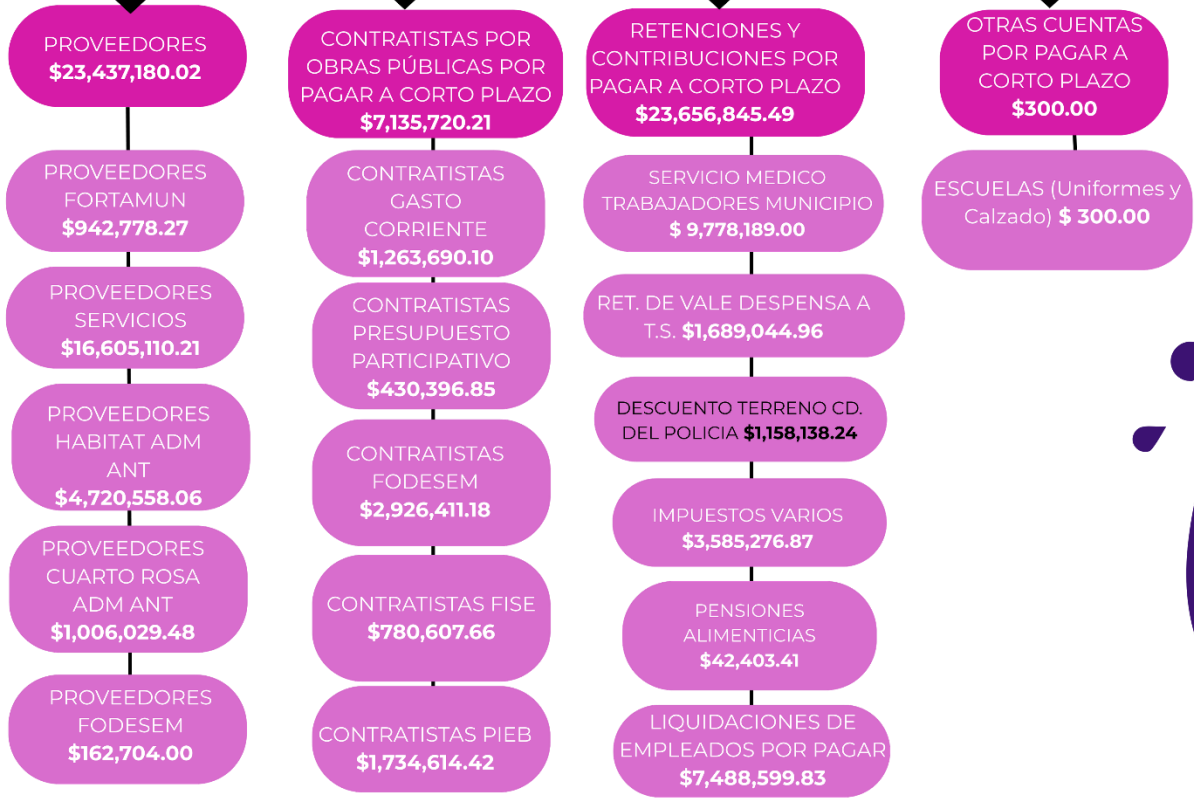 PROVEEDORES
$23,437,180.02
PROVEEDORES
FORTAMUN
$942,778.27
PROVEEDORES
SERVICIOS
$16,605,110.21
PROVEEDORES
HABITAT ADM
ANT
$4,720,558.06
PROVEEDORES
CUARTO ROSA
ADM ANT
$1,006,029.48
PROVEEDORES
FODESEM
$162,704.00
CONTRATISTAS POR
OBRAS PÚBLICAS POR
PAGAR A CORTO PLAZO
$7,135,720.21
CONTRATISTAS
GASTO
CORRIENTE
$1,263,690.10
CONTRATISTAS
PRESUPUESTO
PARTICIPATIVO
$430,396.85
CONTRATISTAS
FODESEM
$2,926,411.18
CONTRATISTAS FISE
$780,607.66
CONTRATISTAS PIEB
$1,734,614.42
RETENCIONES Y
CONTRIBUCIONES POR
PAGAR A CORTO PLAZO
$23,656,845.49
SERVICIO MEDICO
TRABAJADORES MUNICIPIO
$ 9,778,189.00
RET. DE VALE DESPENSA A
T.S. $1,689,044.96
DESCUENTO TERRENO CD.
DEL POLICIA $1,158,138.24
IMPUESTOS VARIOS
$3,585,276.87
PENSIONES
ALIMENTICIAS
$42,403.41
LIQUIDACIONES DE
EMPLEADOS POR PAGAR
$7,488,599.83
OTRAS CUENTAS
POR PAGAR A
CORTO PLAZO
$300.00
ESCUELAS (Uniformes y
Calzado) $ 300.00